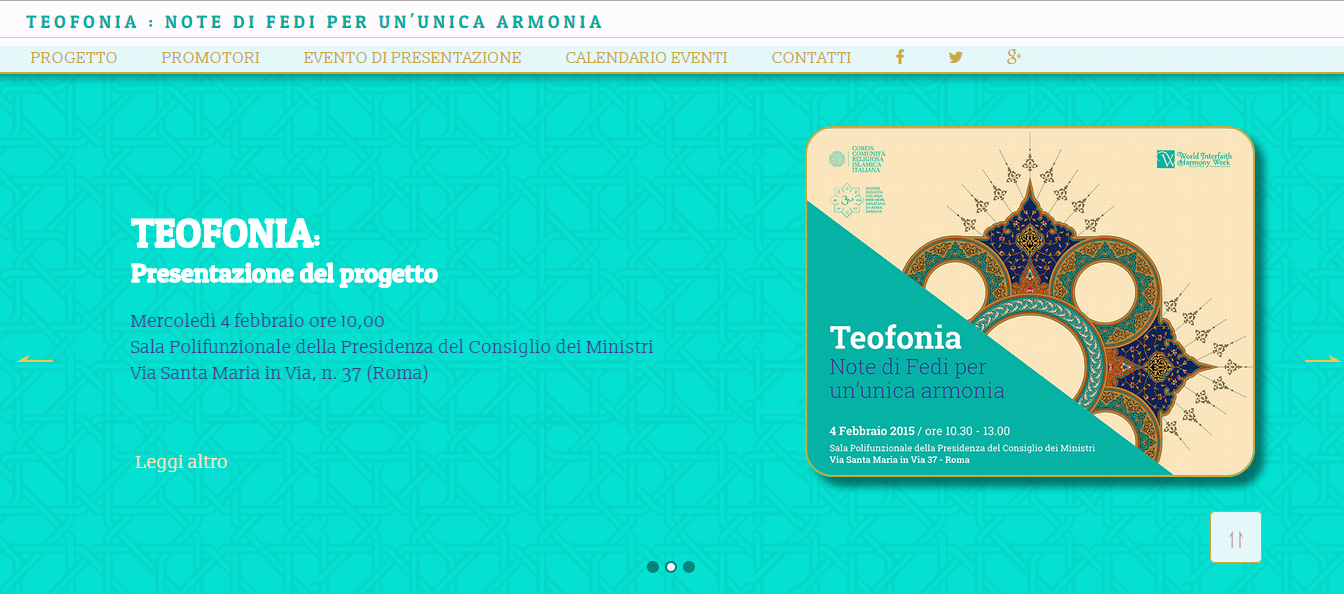 TEOFONIA : NOTE DI FEDI PER UN'UNICA ARMONIA
PROGETTO PROMOTORI EVENTO DI PRESENTAZIONE CALENDARIO EVENTI CONTATTI
TEOFONIA:
Presentazione del progetto
Mercoledì 4 febbraio ore 10,00
Sala Polifunzionale della Presidenza del Consiglio dei Ministri
Via Santa Maria in Via, n. 37 (Roma)
Leggi altro
COREIS
COMUNITÀ
RELIGIOSA
ISLAMICA
ITALIANA
World Interfaith
Harmony Week
UNIONE
INDUISTA
ITALIANA
Teofonia
Note di Fedi per
un'unica armonia
4 Febbraio 2015 / ore 10.30 - 13.00
Sala Polifunzionale della Presidenza del Consiglio dei Ministri
Via Santa Maria in Via 37 - Roma